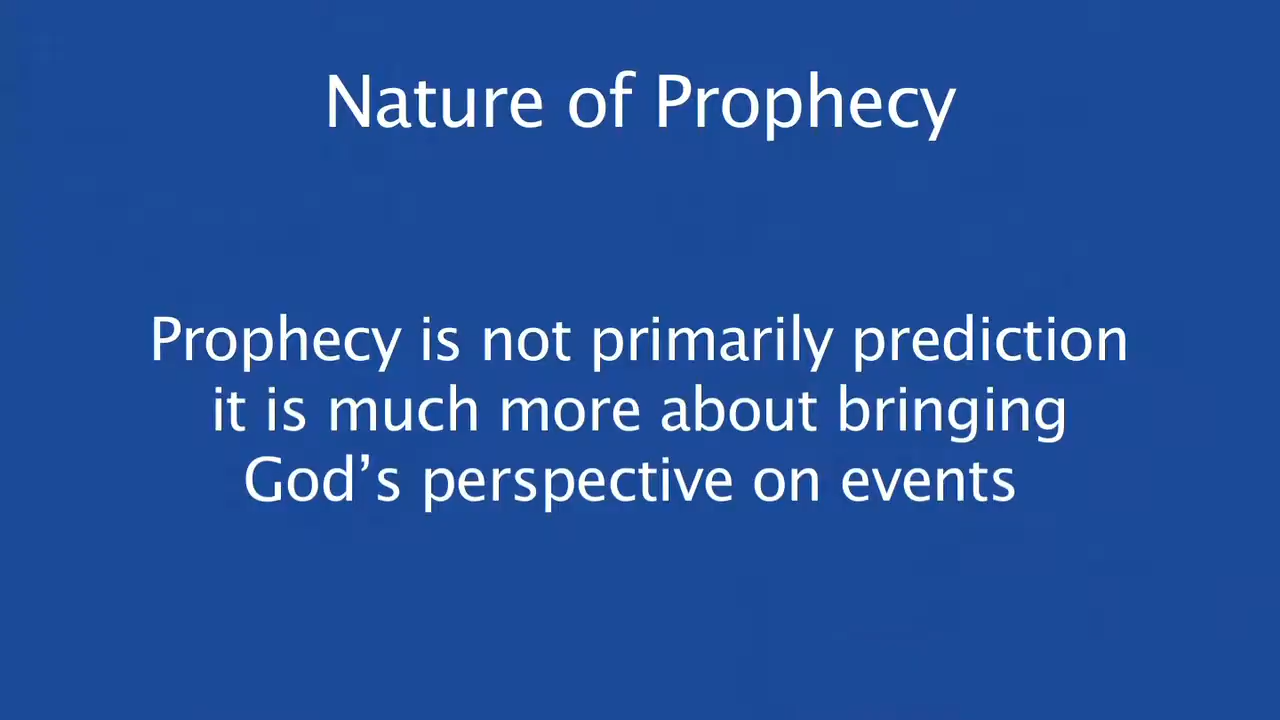 Nature of Prophecy
Prophecy is not primarily prediction
it is much more about bringing
God’s perspective on events